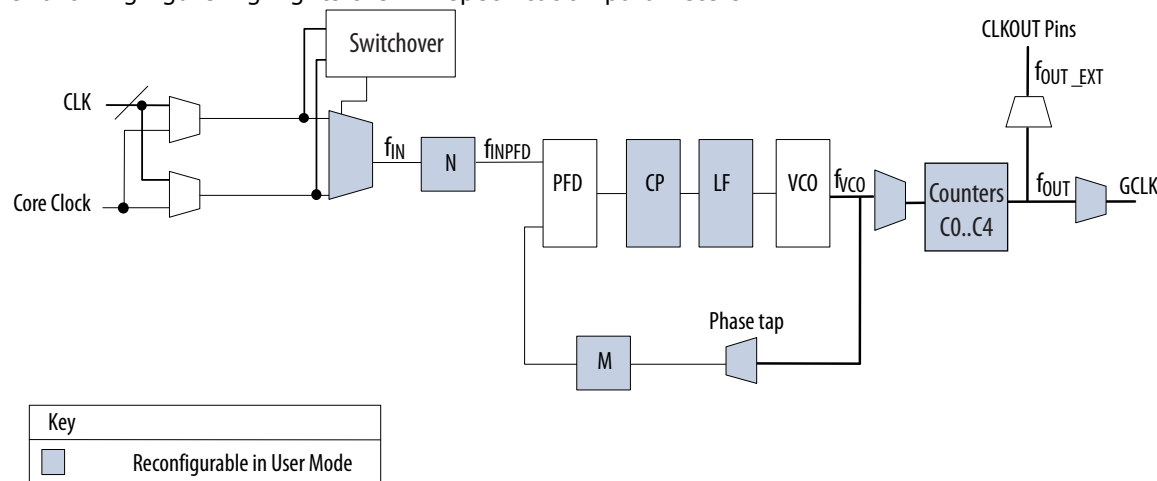 CLKOUT Pins
Switchover
fOUT_EXT
CLK
fIN
N
fINPFD
PFD
CP
LF
VCO
fVCO
Counters
C0..C4
fOUT
GCLK
Core Clock
Phase tap
M
Key
Reconfigurable in User Mode